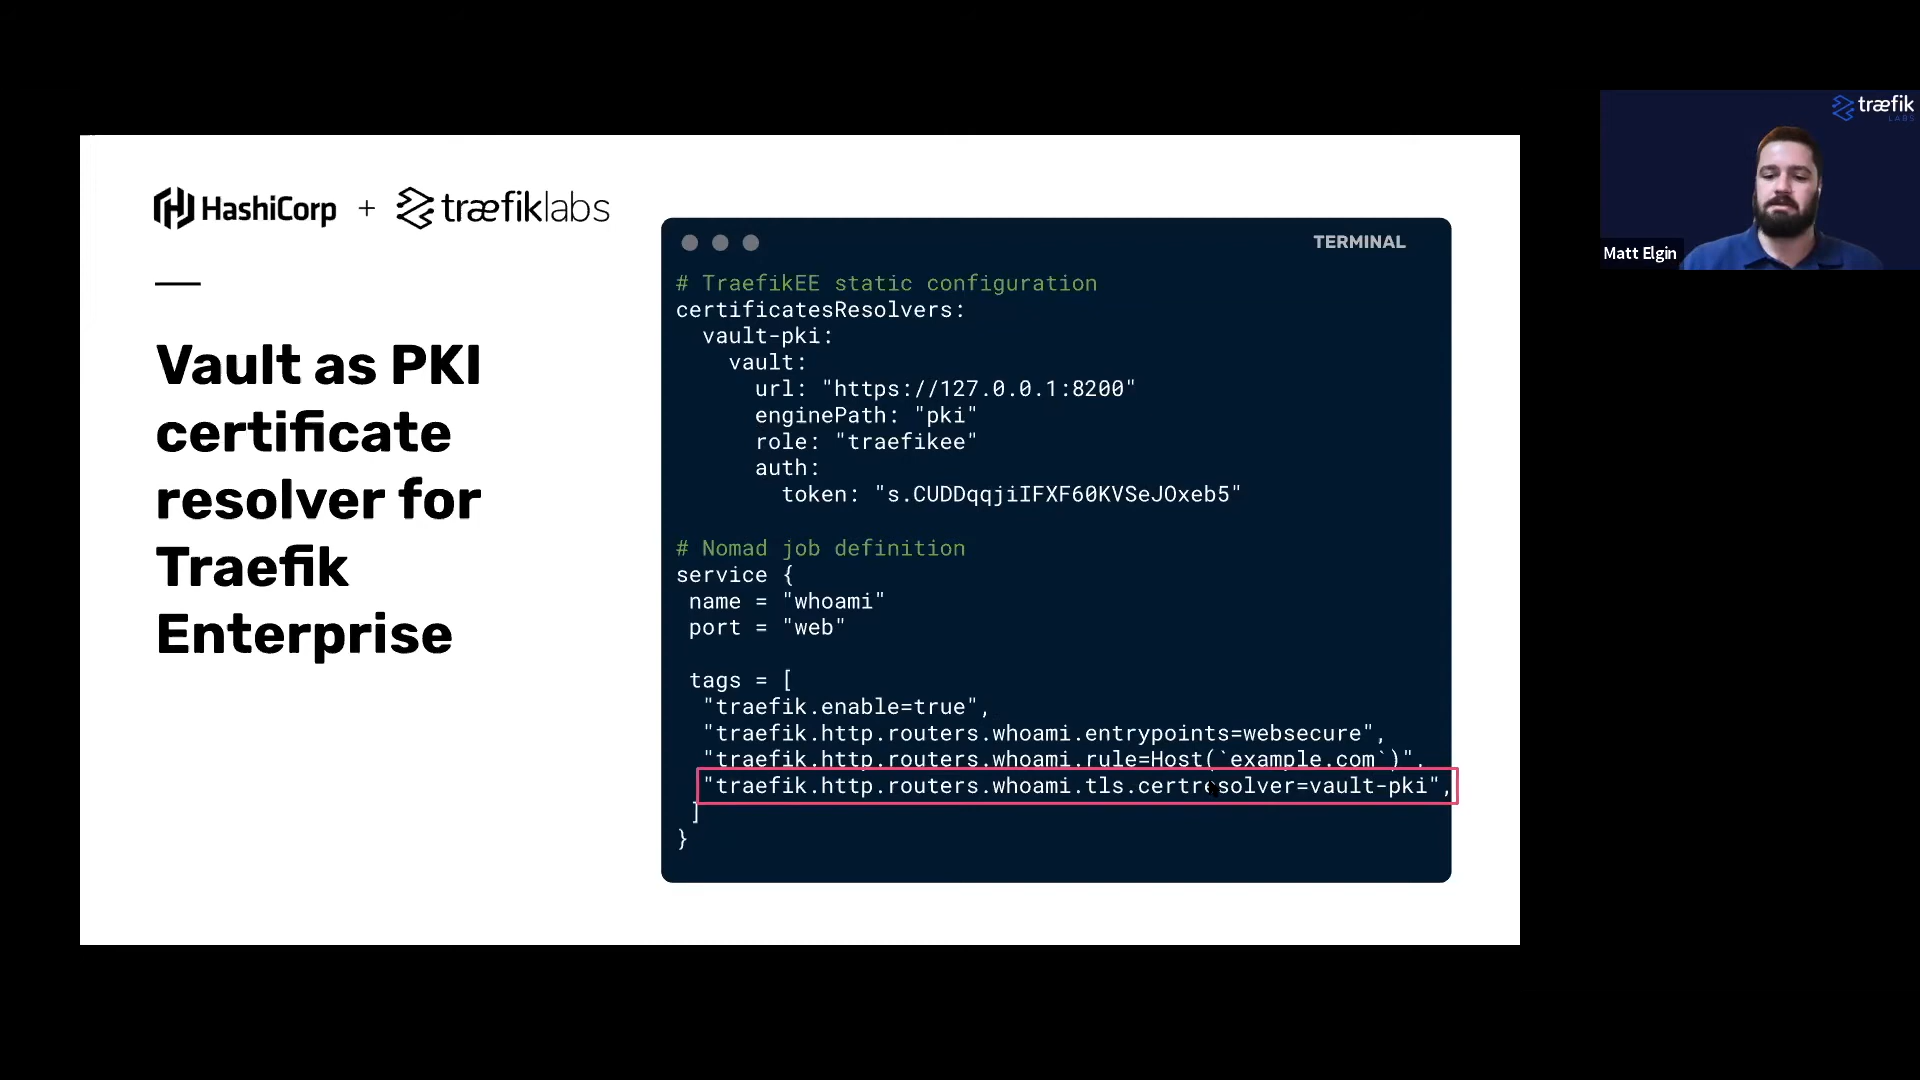 træfik
LABS
Matt Elgin
HashiCorp + træfiklabs
Vault as PKI
certificate
resolver for
Traefik
Enterprise
TERMINAL
# TraefikEE static configuration
certificatesResolvers:
  vault-pki:
    vault:
      url: "https://127.0.0.1:8200"
      enginePath: "pki"
      role: "traefikee"
      auth:
        token: "s.CUDDqqjiIFXF60KVSeJOxeb5"
# Nomad job definition
service {
 name = "whoami"
 port = "web"
 tags = [
  "traefik.enable=true",
  "traefik.http.routers.whoami.entrypoints=websecure",
  "traefik.http.routers.whoami.rule=Host(`example.com`)",
  "traefik.http.routers.whoami.tls.certresolver=vault-pki",
 ]
}